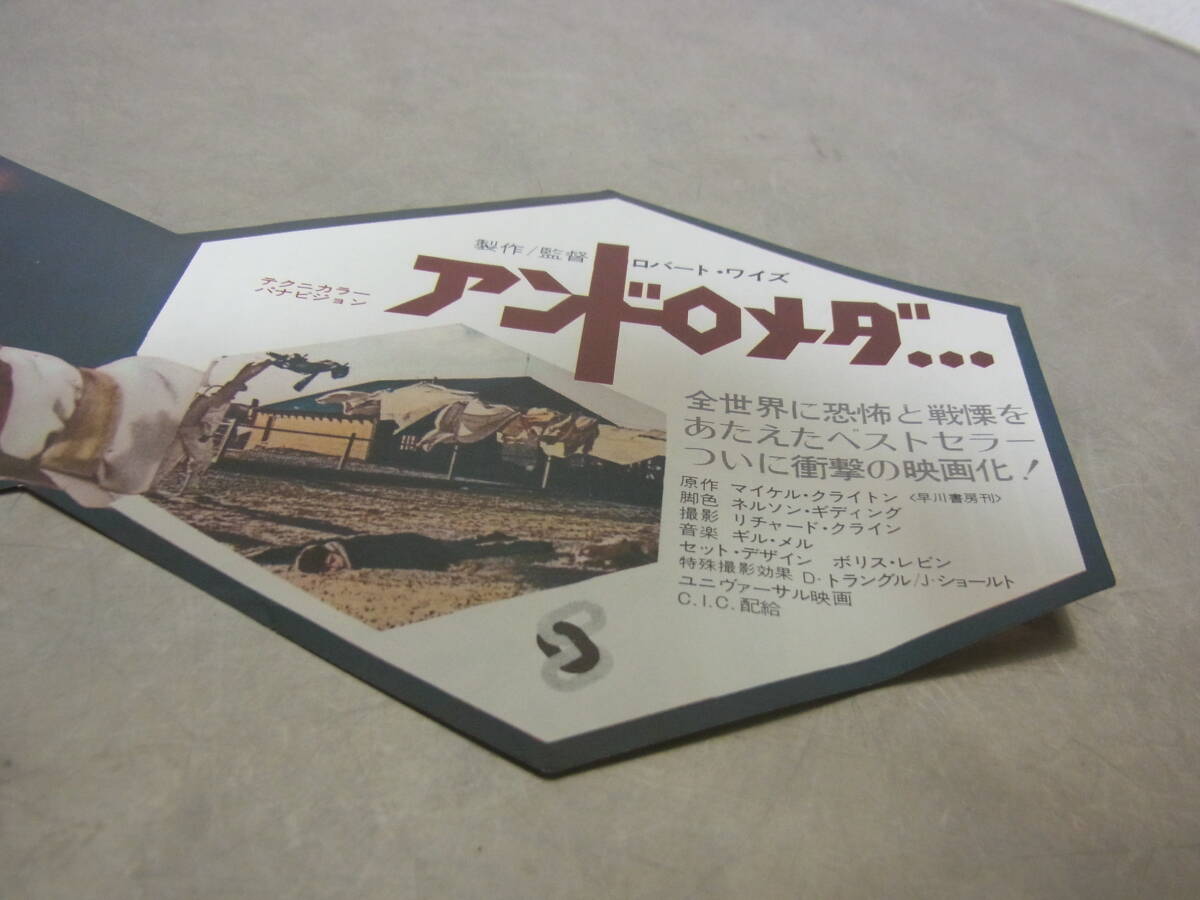 製作/監督 ロバート・ワイズ
テクニカラー
パナビジョン
アンドロメダ...
全世界に恐怖と戦慄を
あたえたベストセラー
ついに衝撃の映画化!
原作 マイケル・クライトン〈早川書房刊〉
脚色 ネルソン・ギディング
撮影 リチャード・クライン
音楽 ギル・メル
セット・デザイン ボリス・レビン
特殊撮影効果 D・トランブル/J・ショールト
ユニヴァーサル映画
C.I.C.配給